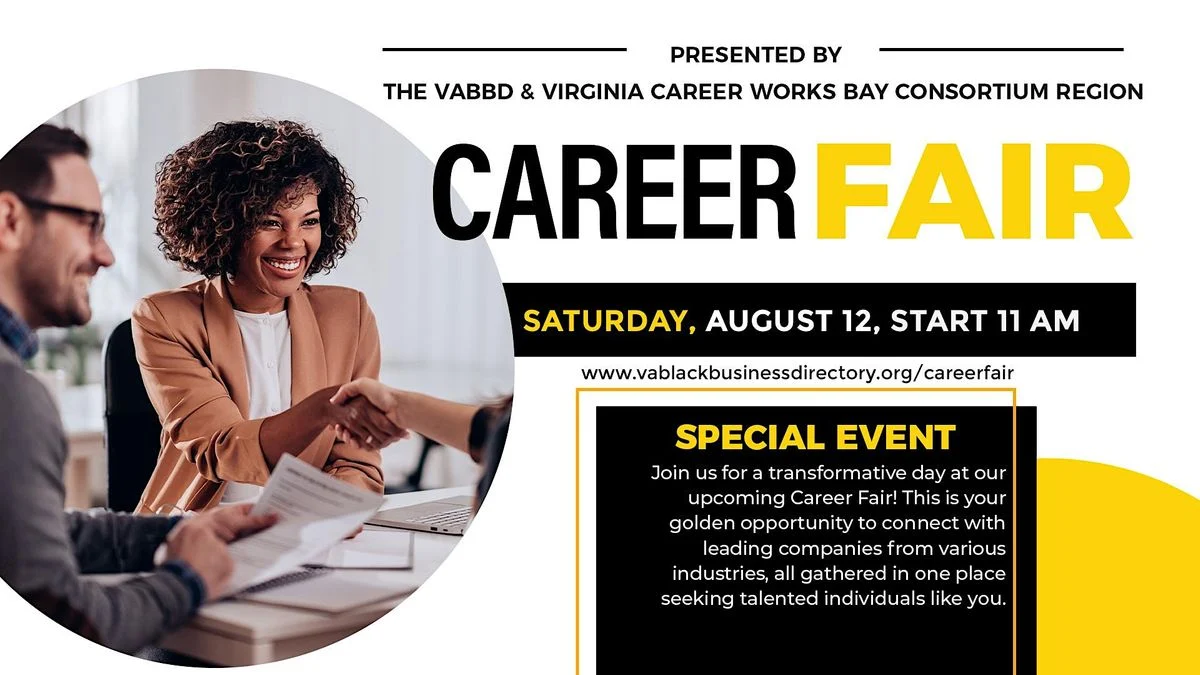 PRESENTED BY
THE VABBD & VIRGINIA CAREER WORKS BAY CONSORTIUM REGION
CAREER FAIR
SATURDAY, AUGUST 12, START 11 AM
www.vablackbusinessdirectory.org/careerfair
SPECIAL EVENT
Join us for a transformative day at our
upcoming Career Fair! This is your
golden opportunity to connect with
leading companies from various
industries, all gathered in one place
seeking talented individuals like you.